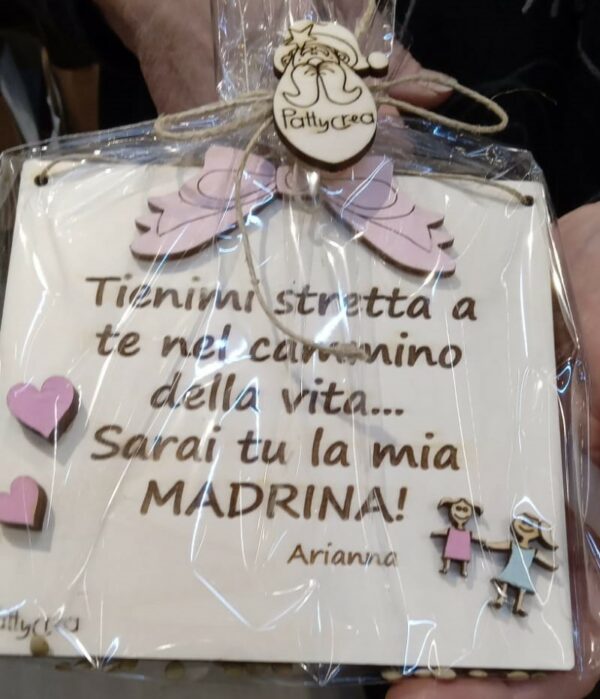 Pattycrea
Tienimi stretta a
te nel cammino
della vita...
Sarai tu la mia
MADRINA!
Arianna
Pattycrea